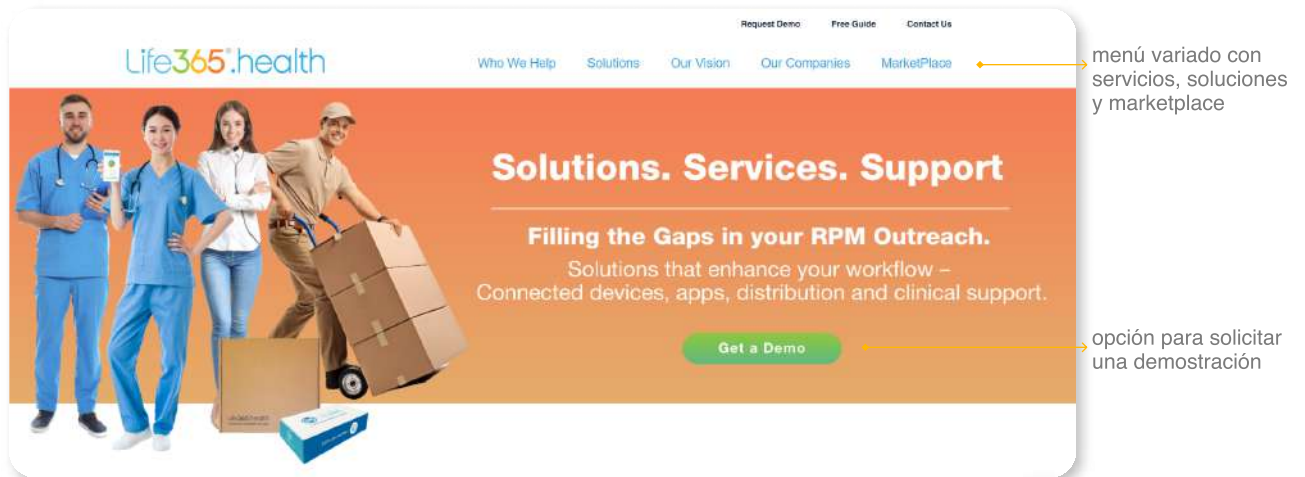 Request Demo Free Guide Contact Us
Life365.health
Who We Help Solutions Our Vision Our Companies MarketPlace
menú variado con
servicios, soluciones
y marketplace
Solutions. Services. Support
Filling the Gaps in your RPM Outreach.
Solutions that enhance your workflow –
Connected devices, apps, distribution and clinical support.
Get a Demo
opción para solicitar
una demostración
Life365.health